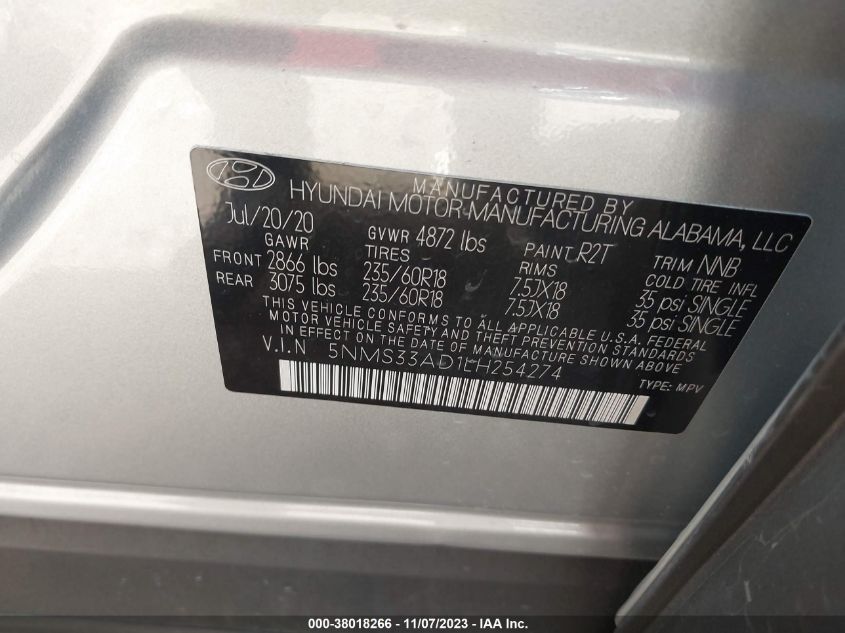 MANUFACTURED BY
HYUNDAI MOTOR MANUFACTURING ALABAMA, LLC
Jul/20/20 GVWR 4872 lbs PAINT R2T TRIM NNB
GAWR TIRES RIMS COLD TIRE INFL
FRONT 2866 lbs 235/60R18 7.5JX18 35 psi SINGLE
REAR 3075 lbs 235/60R18 7.5JX18 35 psi SINGLE
THIS VEHICLE CONFORMS TO ALL APPLICABLE U.S.A. FEDERAL
MOTOR VEHICLE SAFETY AND THEFT PREVENTION STANDARDS
IN EFFECT ON THE DATE OF MANUFACTURE SHOWN ABOVE
V.I.N 5NMS33AD1LH254274
TYPE: MPV
000-38018266 - 11/07/2023 - IAA Inc.